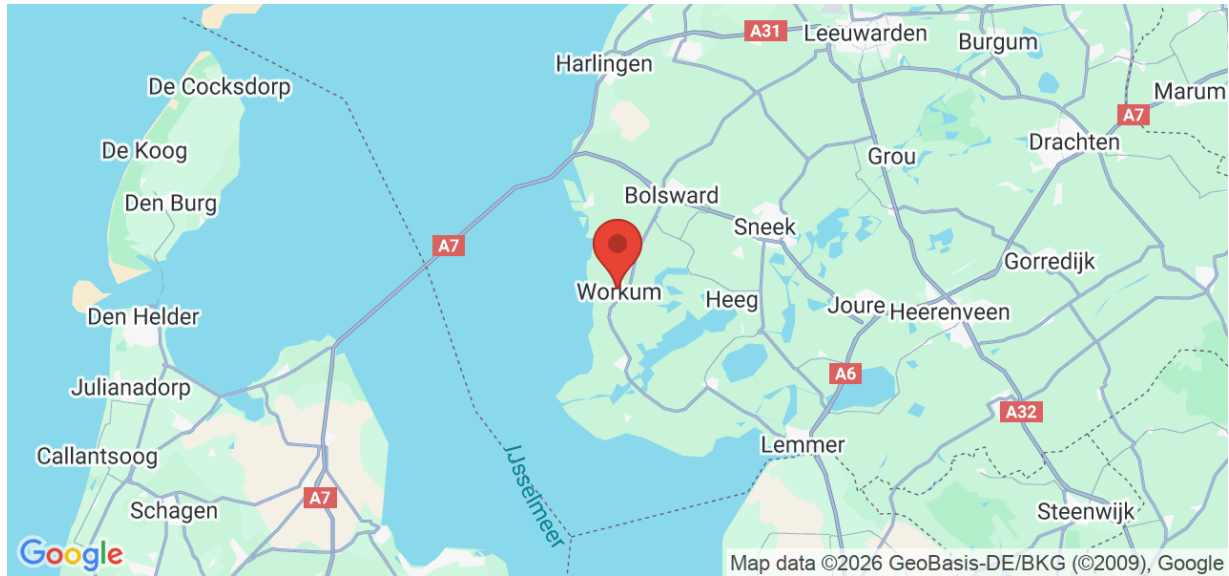 A31
Leeuwarden
Burgum
Harlingen
De Cocksdorp
Marum
A7
Drachten
De Koog
Grou
Den Burg
Bolsward
Sneek
A7
Gorredijk
Workum
Heeg
Joure
Heerenveen
Den Helder
A6
Julianadorp
A32
Lemmer
Callantsoog
IJsselmeer
A7
Schagen
Steenwijk
Google
Map data ©2026 GeoBasis-DE/BKG (©2009), Google